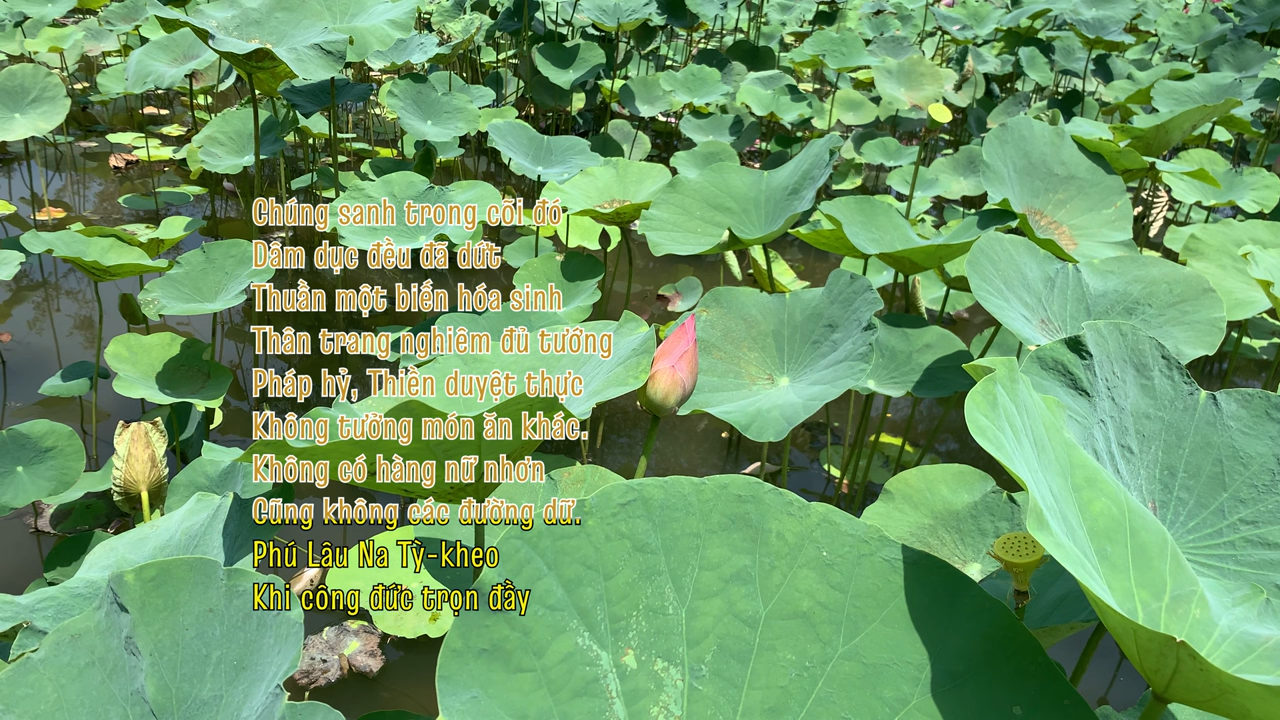 Chúng sanh trong cõi đó
Dâm dục đều đã dứt
Thuần một biến hóa sinh
Thân trang nghiêm đủ tướng
Pháp hỷ, Thiền duyệt thực
Không tưởng món ăn khác.
Không có hàng nữ nhơn
Cũng không các đường dữ.
Phú Lâu Na Tỳ-kheo
Khi công đức trọn đầy